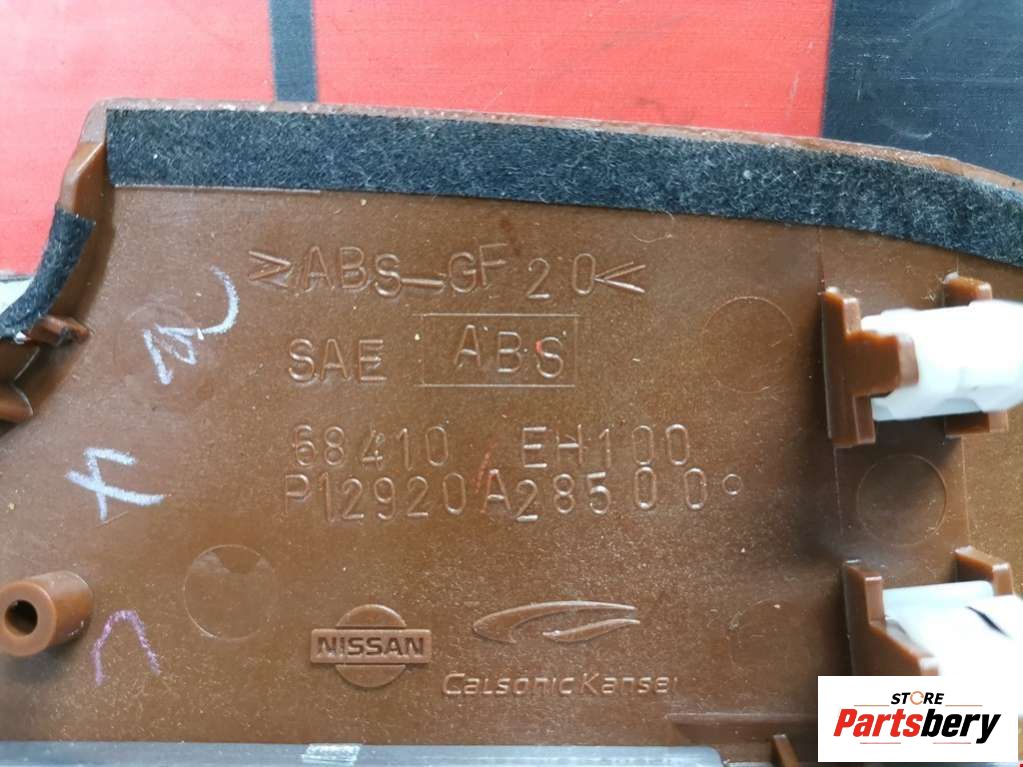 >ABS-GF20<
SAE ABS
68410 EH100
P12920A28500
NISSAN
Calsonic Kansei
STORE
Partsbery